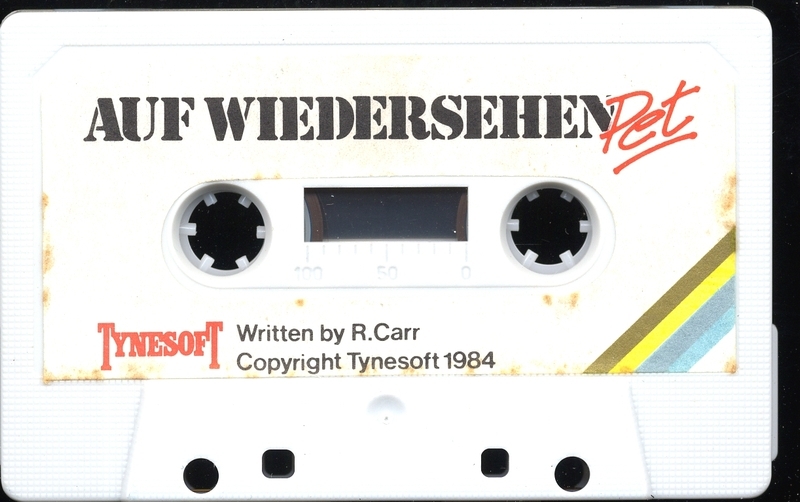 AUF WIEDERSEHEN Pet
100 50 0
TYNESOFT
Written by R.Carr
Copyright Tynesoft 1984